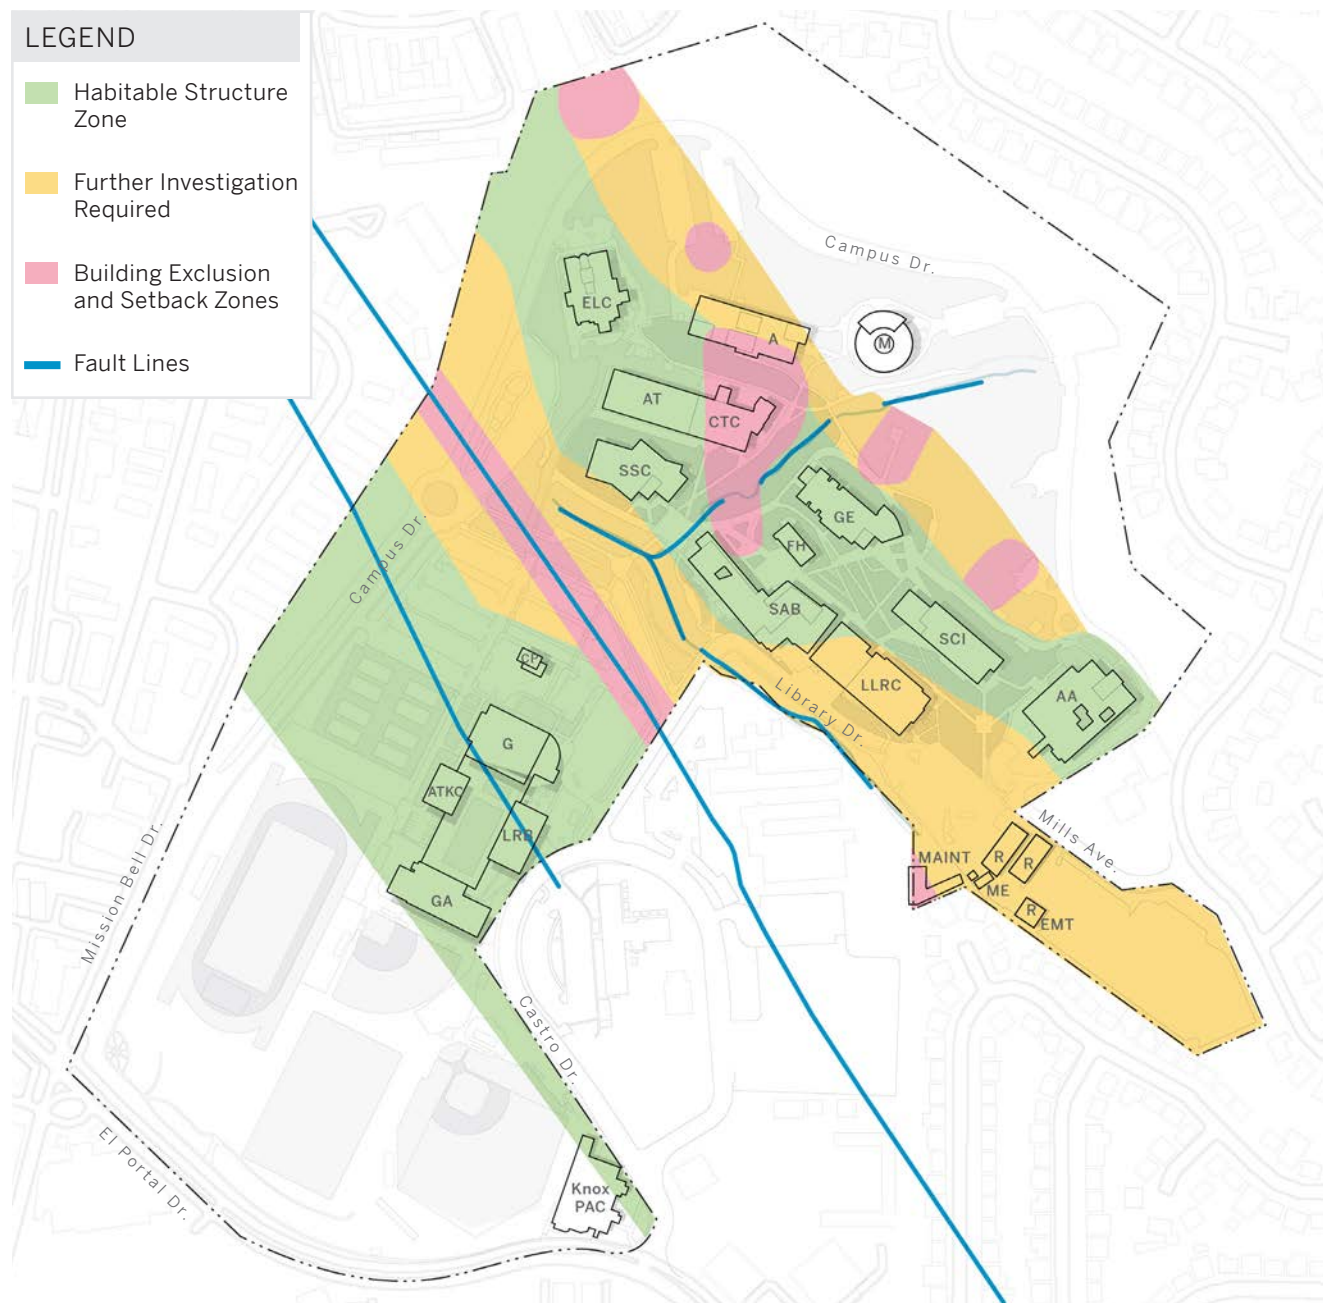 LEGEND
Habitable Structure
Zone
Further Investigation
Required
Building Exclusion
and Setback Zones
Fault Lines
Campus Dr.
ELC
A
M
AT
CTC
SSC
GE
Campus Dr.
FH
SAB
SCI
CP
LLRC
AA
Library Dr.
G
ATKC
LRB
Mills Ave.
MAINT
R
R
ME
GA
R
EMT
Mission Bell Dr.
Castro Dr.
El Portal Dr.
Knox
PAC